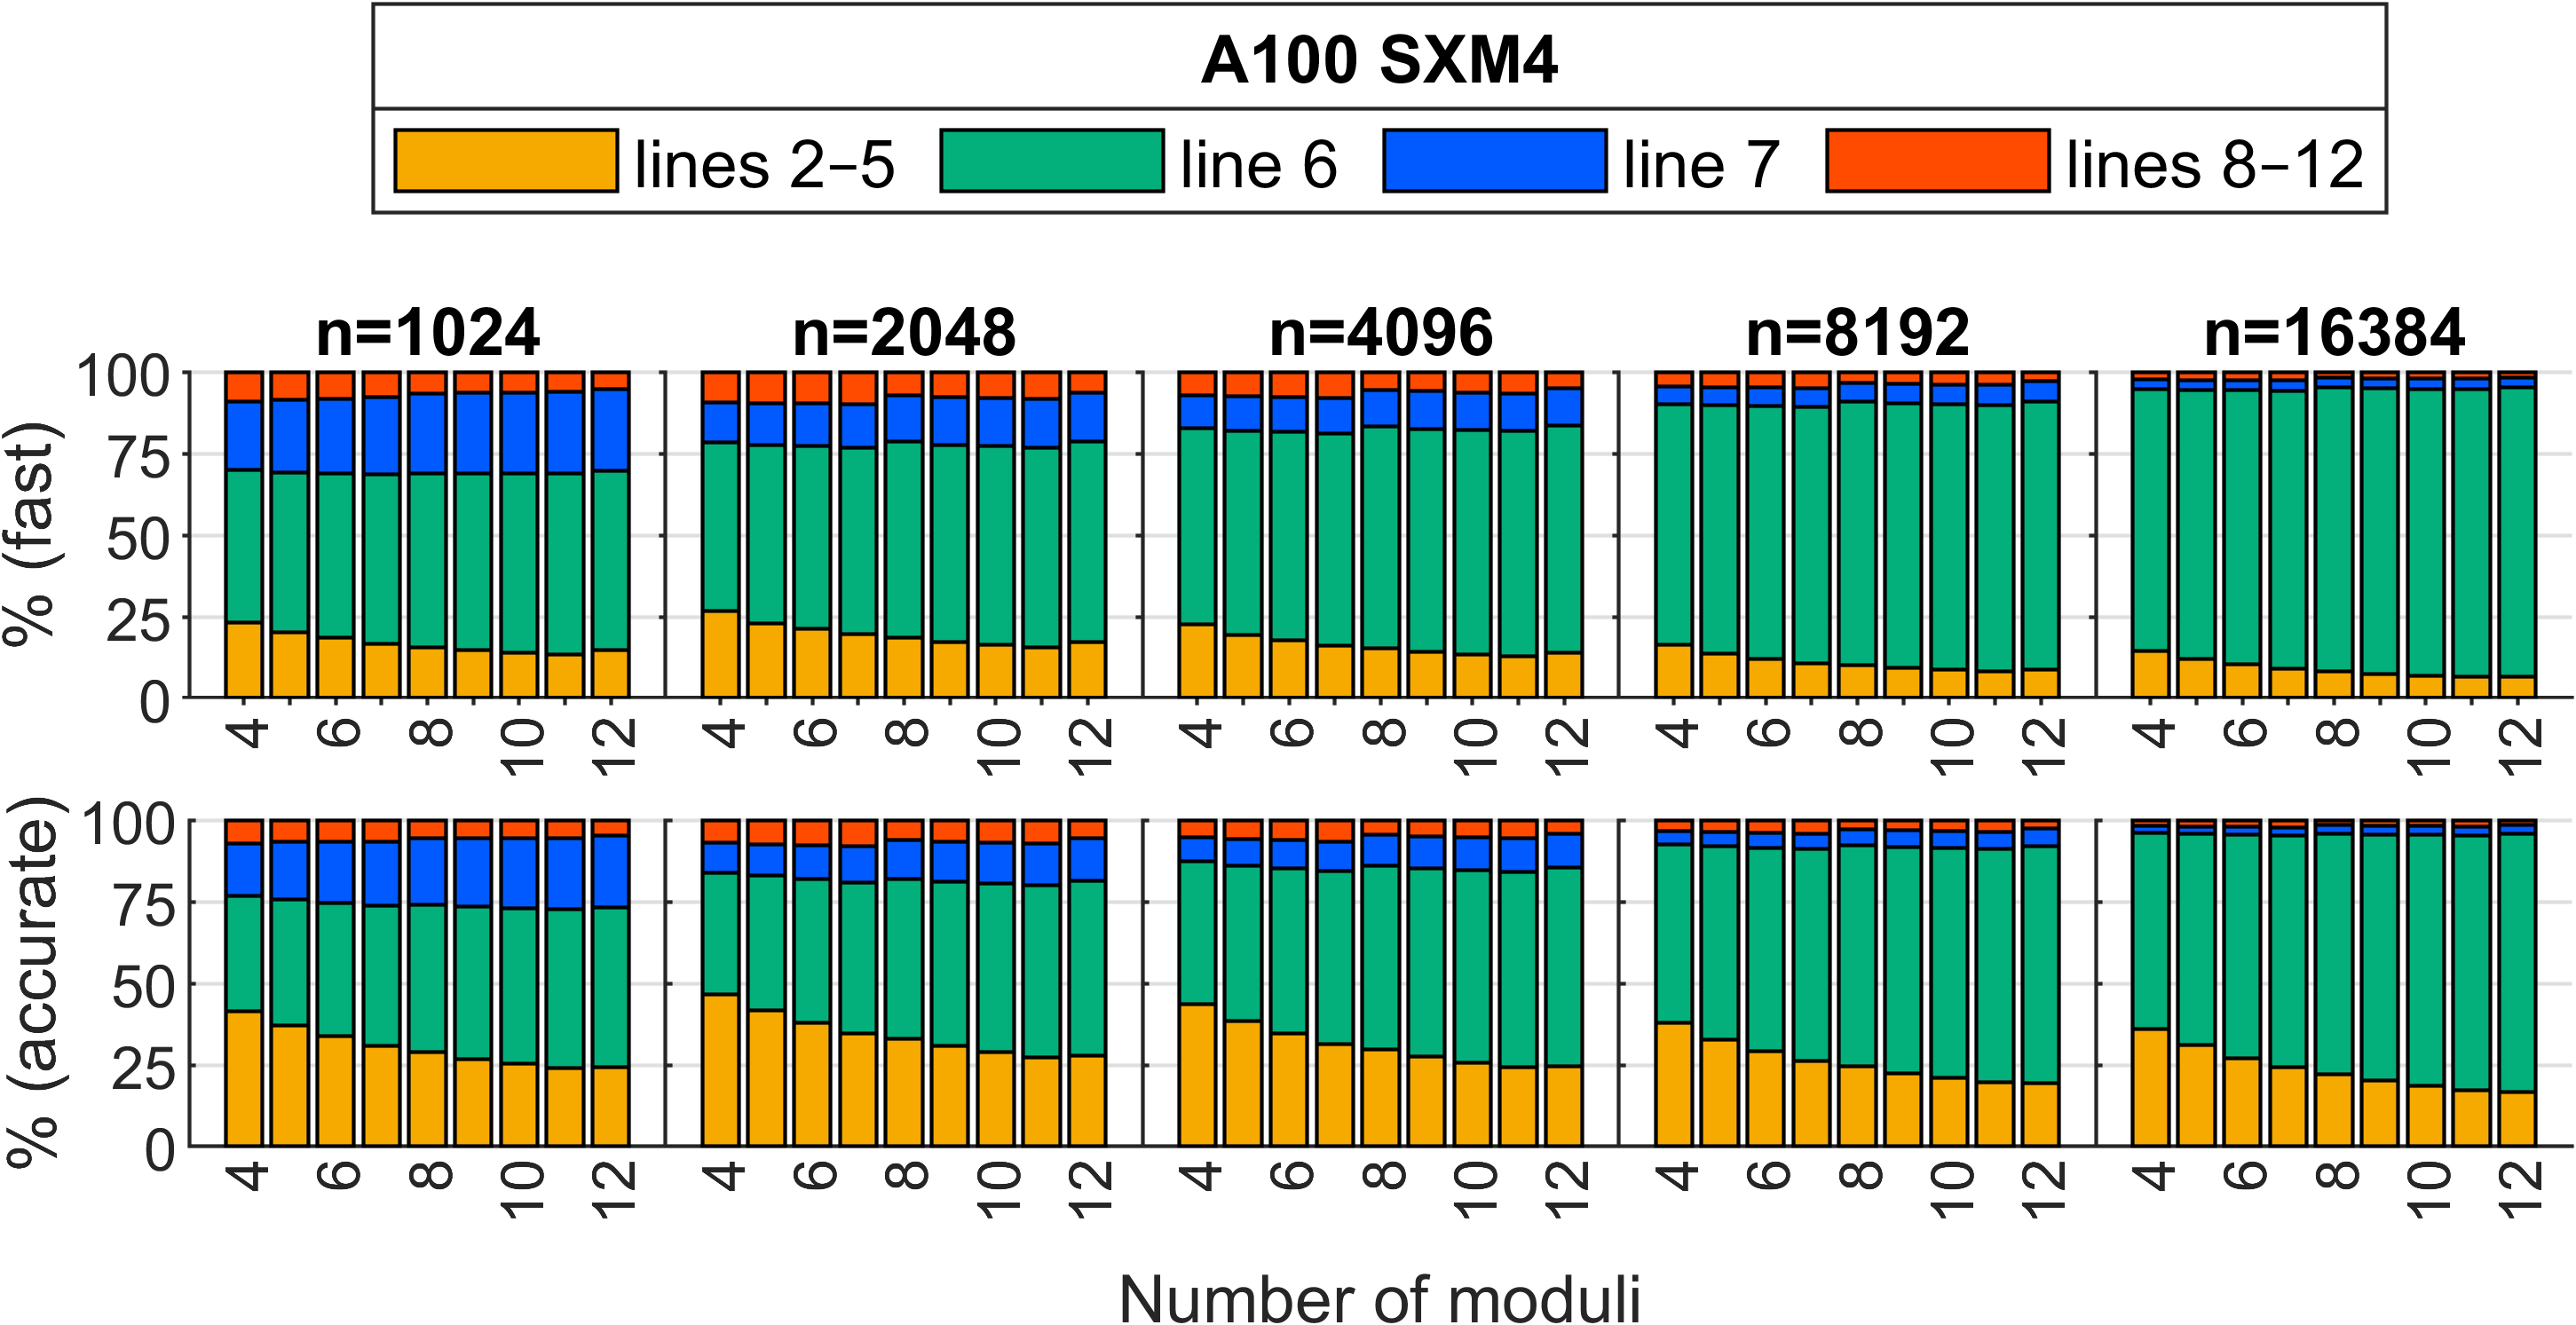 A100 SXM4
lines 2–5 line 6 line 7 lines 8–12
n=1024 n=2048 n=4096 n=8192 n=16384
% (fast)
100
75
50
25
0
4 6 8 10 12 4 6 8 10 12 4 6 8 10 12 4 6 8 10 12 4 6 8 10 12
% (accurate)
100
75
50
25
0
4 6 8 10 12 4 6 8 10 12 4 6 8 10 12 4 6 8 10 12 4 6 8 10 12
Number of moduli